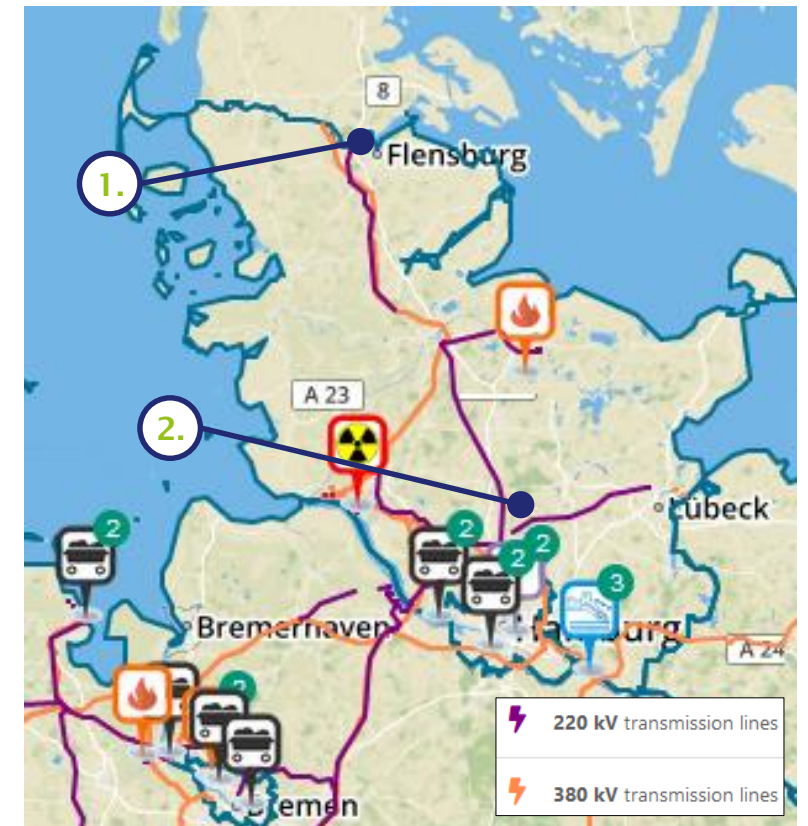 8
1.
Flensburg
A 23
2.
Lübeck
2
2
2
2
3
Bremerhaven
A 24
2
220 kV transmission lines
380 kV transmission lines